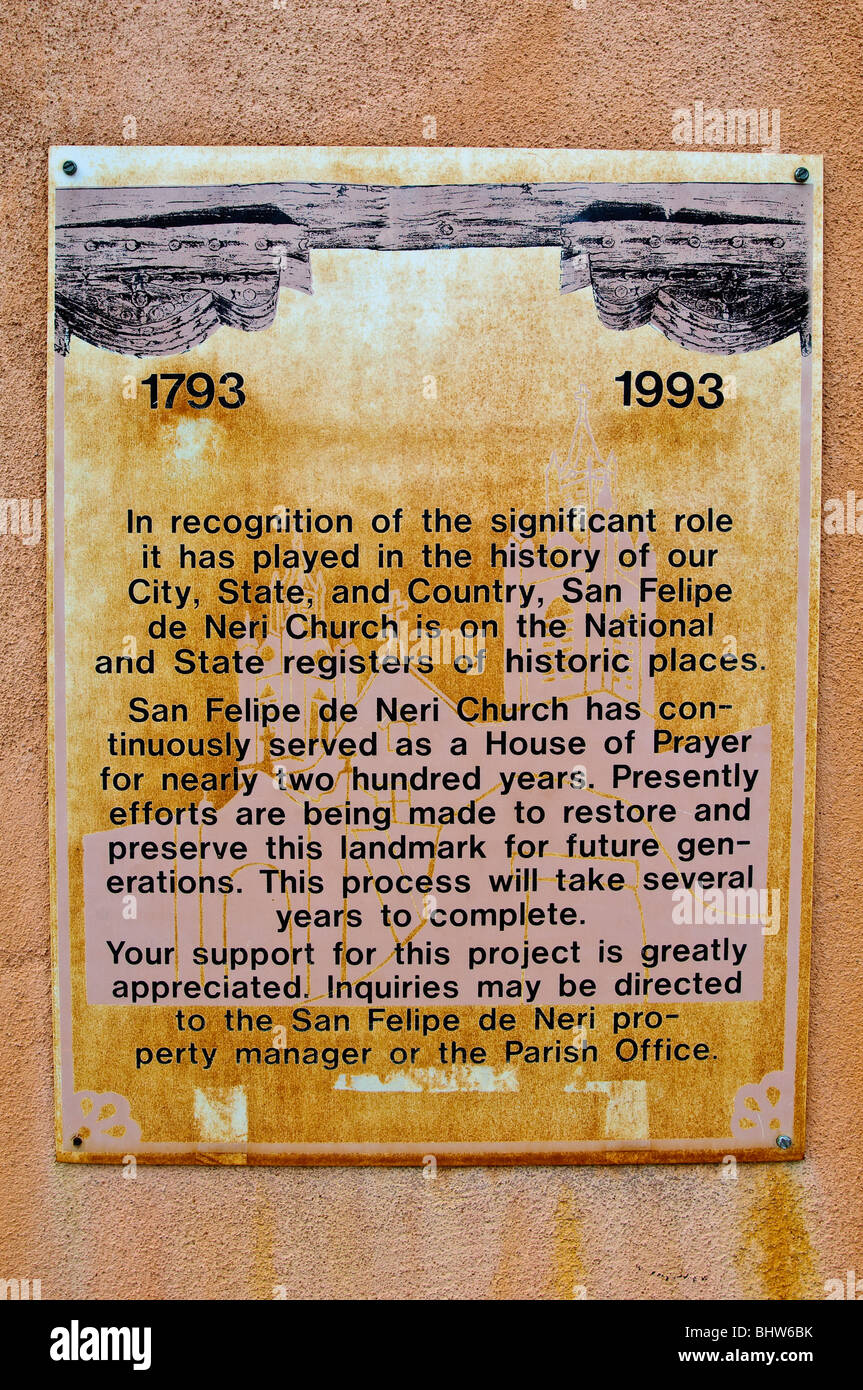 1793 1993
In recognition of the significant role
it has played in the history of our
City, State, and Country, San Felipe
de Neri Church is on the National
and State registers of historic places.
San Felipe de Neri Church has con-
tinuously served as a House of Prayer
for nearly two hundred years. Presently
efforts are being made to restore and
preserve this landmark for future gen-
erations. This process will take several
years to complete.
Your support for this project is greatly
appreciated. Inquiries may be directed
to the San Felipe de Neri pro-
perty manager or the Parish Office.
alamy
Image ID: BHW6BK
www.alamy.com